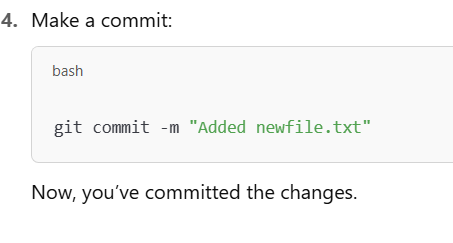 4. Make a commit:
bash
git commit -m "Added newfile.txt"
Now, you’ve committed the changes.